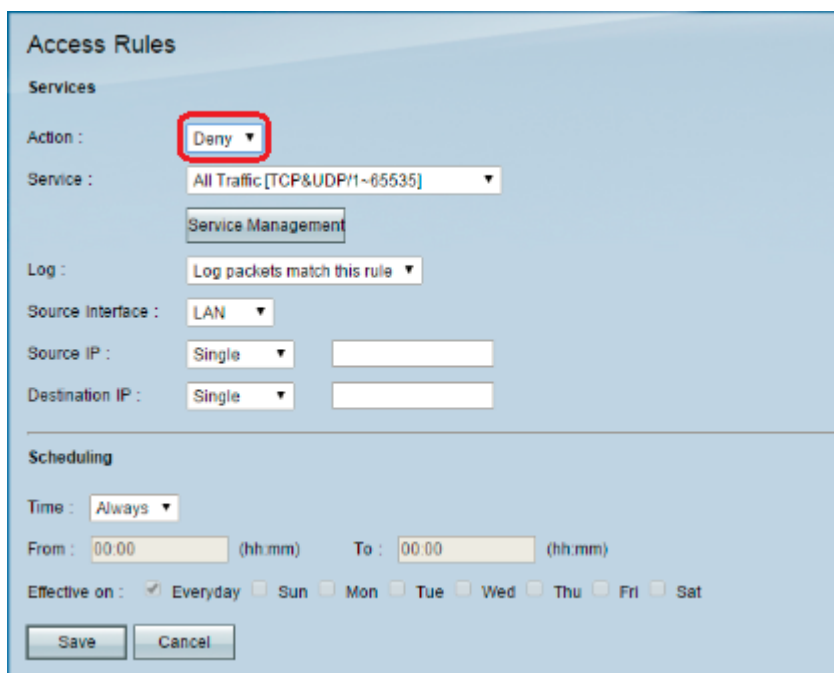 Access Rules
Services
Action :
Deny
Service :
All Traffic [TCP&UDP/1~65535]
Service Management
Log :
Log packets match this rule
Source Interface :
LAN
Source IP :
Single
Destination IP :
Single
Scheduling
Time :
Always
From : 00:00 (hh:mm) To : 00:00 (hh:mm)
Effective on : Everyday Sun Mon Tue Wed Thu Fri Sat
Save Cancel